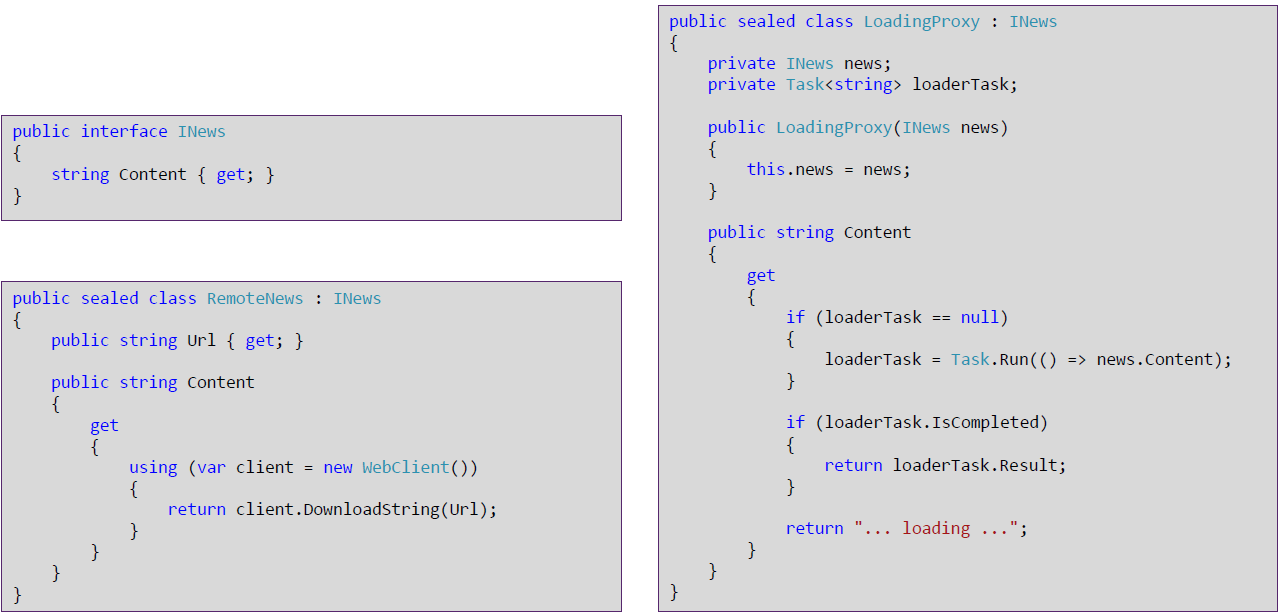 public interface INews
{
    string Content { get; }
}
public sealed class RemoteNews : INews
{
    public string Url { get; }

    public string Content
    {
        get
        {
            using (var client = new WebClient())
            {
                return client.DownloadString(Url);
            }
        }
    }
}
public sealed class LoadingProxy : INews
{
    private INews news;
    private Task<string> loaderTask;

    public LoadingProxy(INews news)
    {
        this.news = news;
    }

    public string Content
    {
        get
        {
            if (loaderTask == null)
            {
                loaderTask = Task.Run(() => news.Content);
            }

            if (loaderTask.IsCompleted)
            {
                return loaderTask.Result;
            }

            return "... loading ...";
        }
    }
}